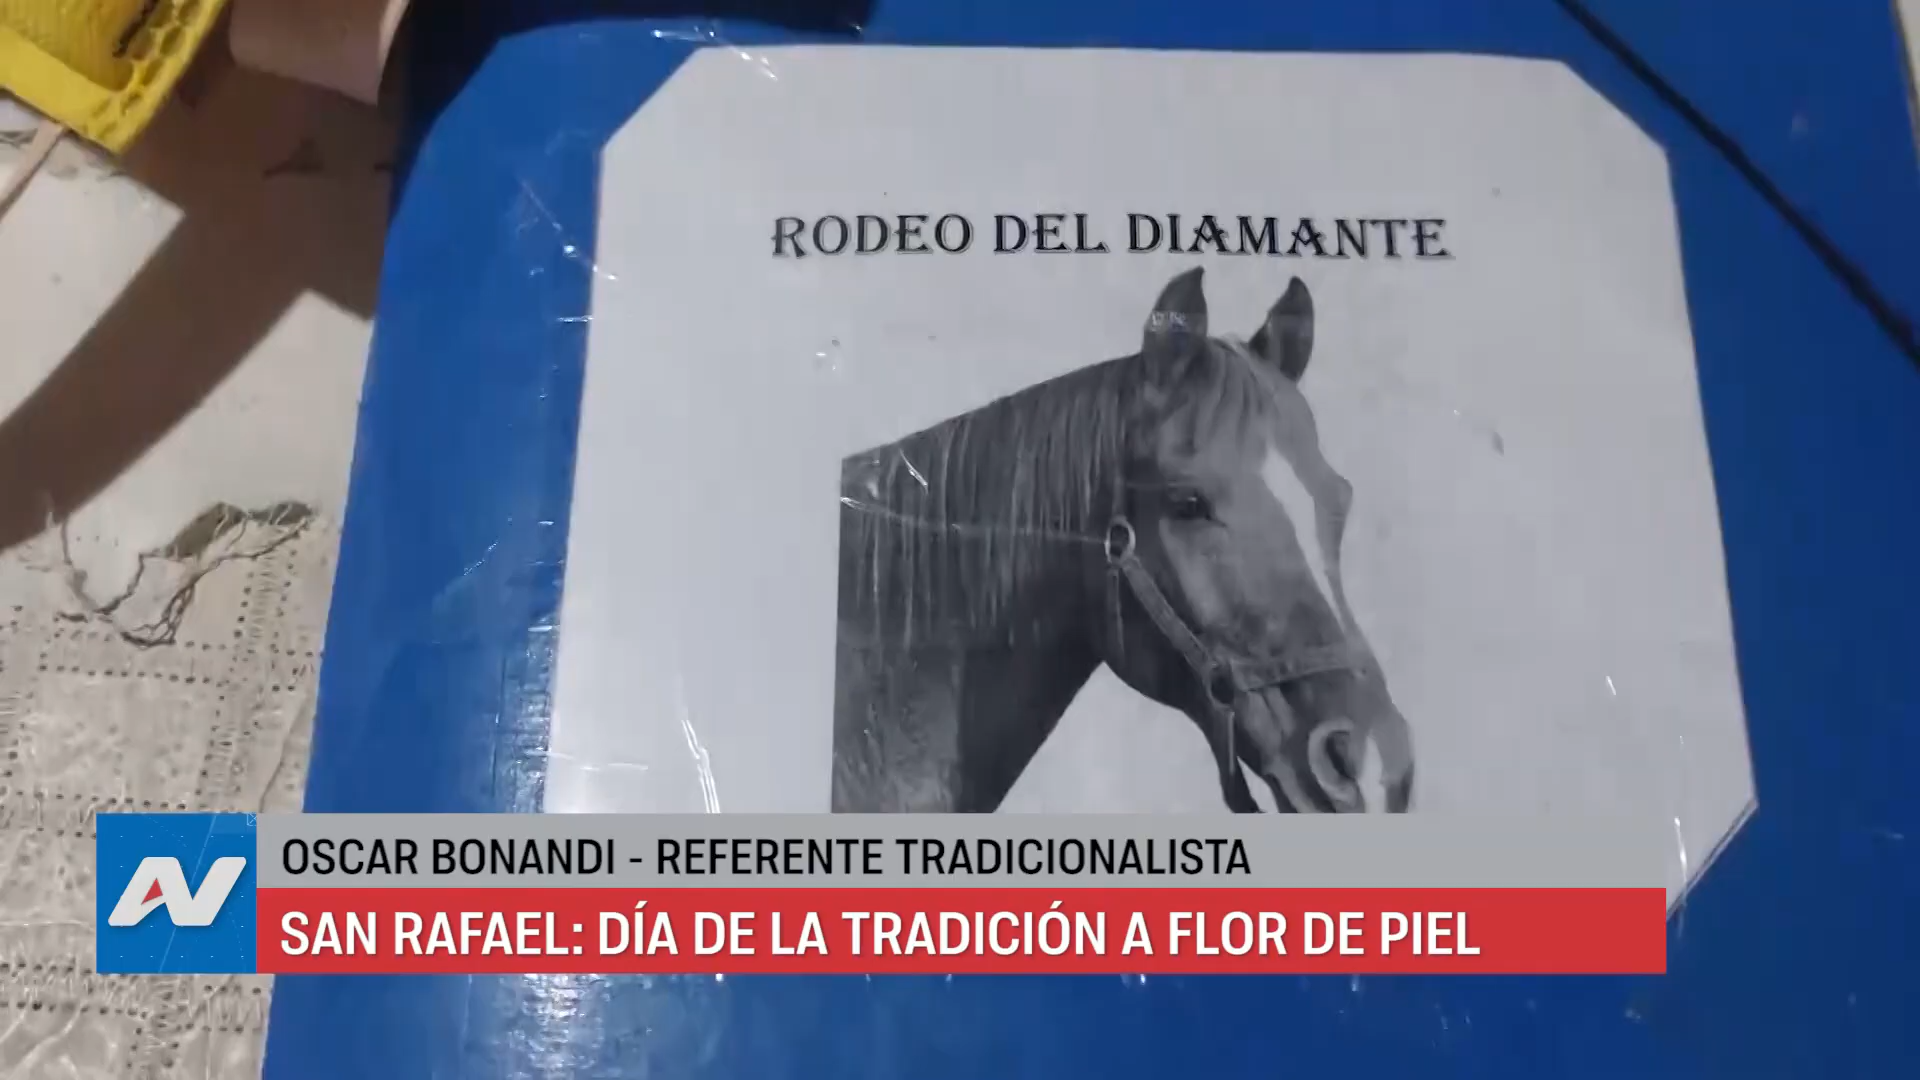 RODEO DEL DIAMANTE
OSCAR BONANDI - REFERENTE TRADICIONALISTA
SAN RAFAEL: DÍA DE LA TRADICIÓN A FLOR DE PIEL